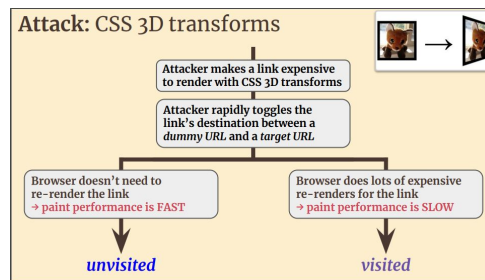 Attack: CSS 3D transforms
Attacker makes a link expensive
to render with CSS 3D transforms
Attacker rapidly toggles the
link's destination between a
dummy URL and a target URL
Browser doesn't need to
re-render the link
→ paint performance is FAST
Browser does lots of expensive
re-renders for the link
→ paint performance is SLOW
unvisited
visited